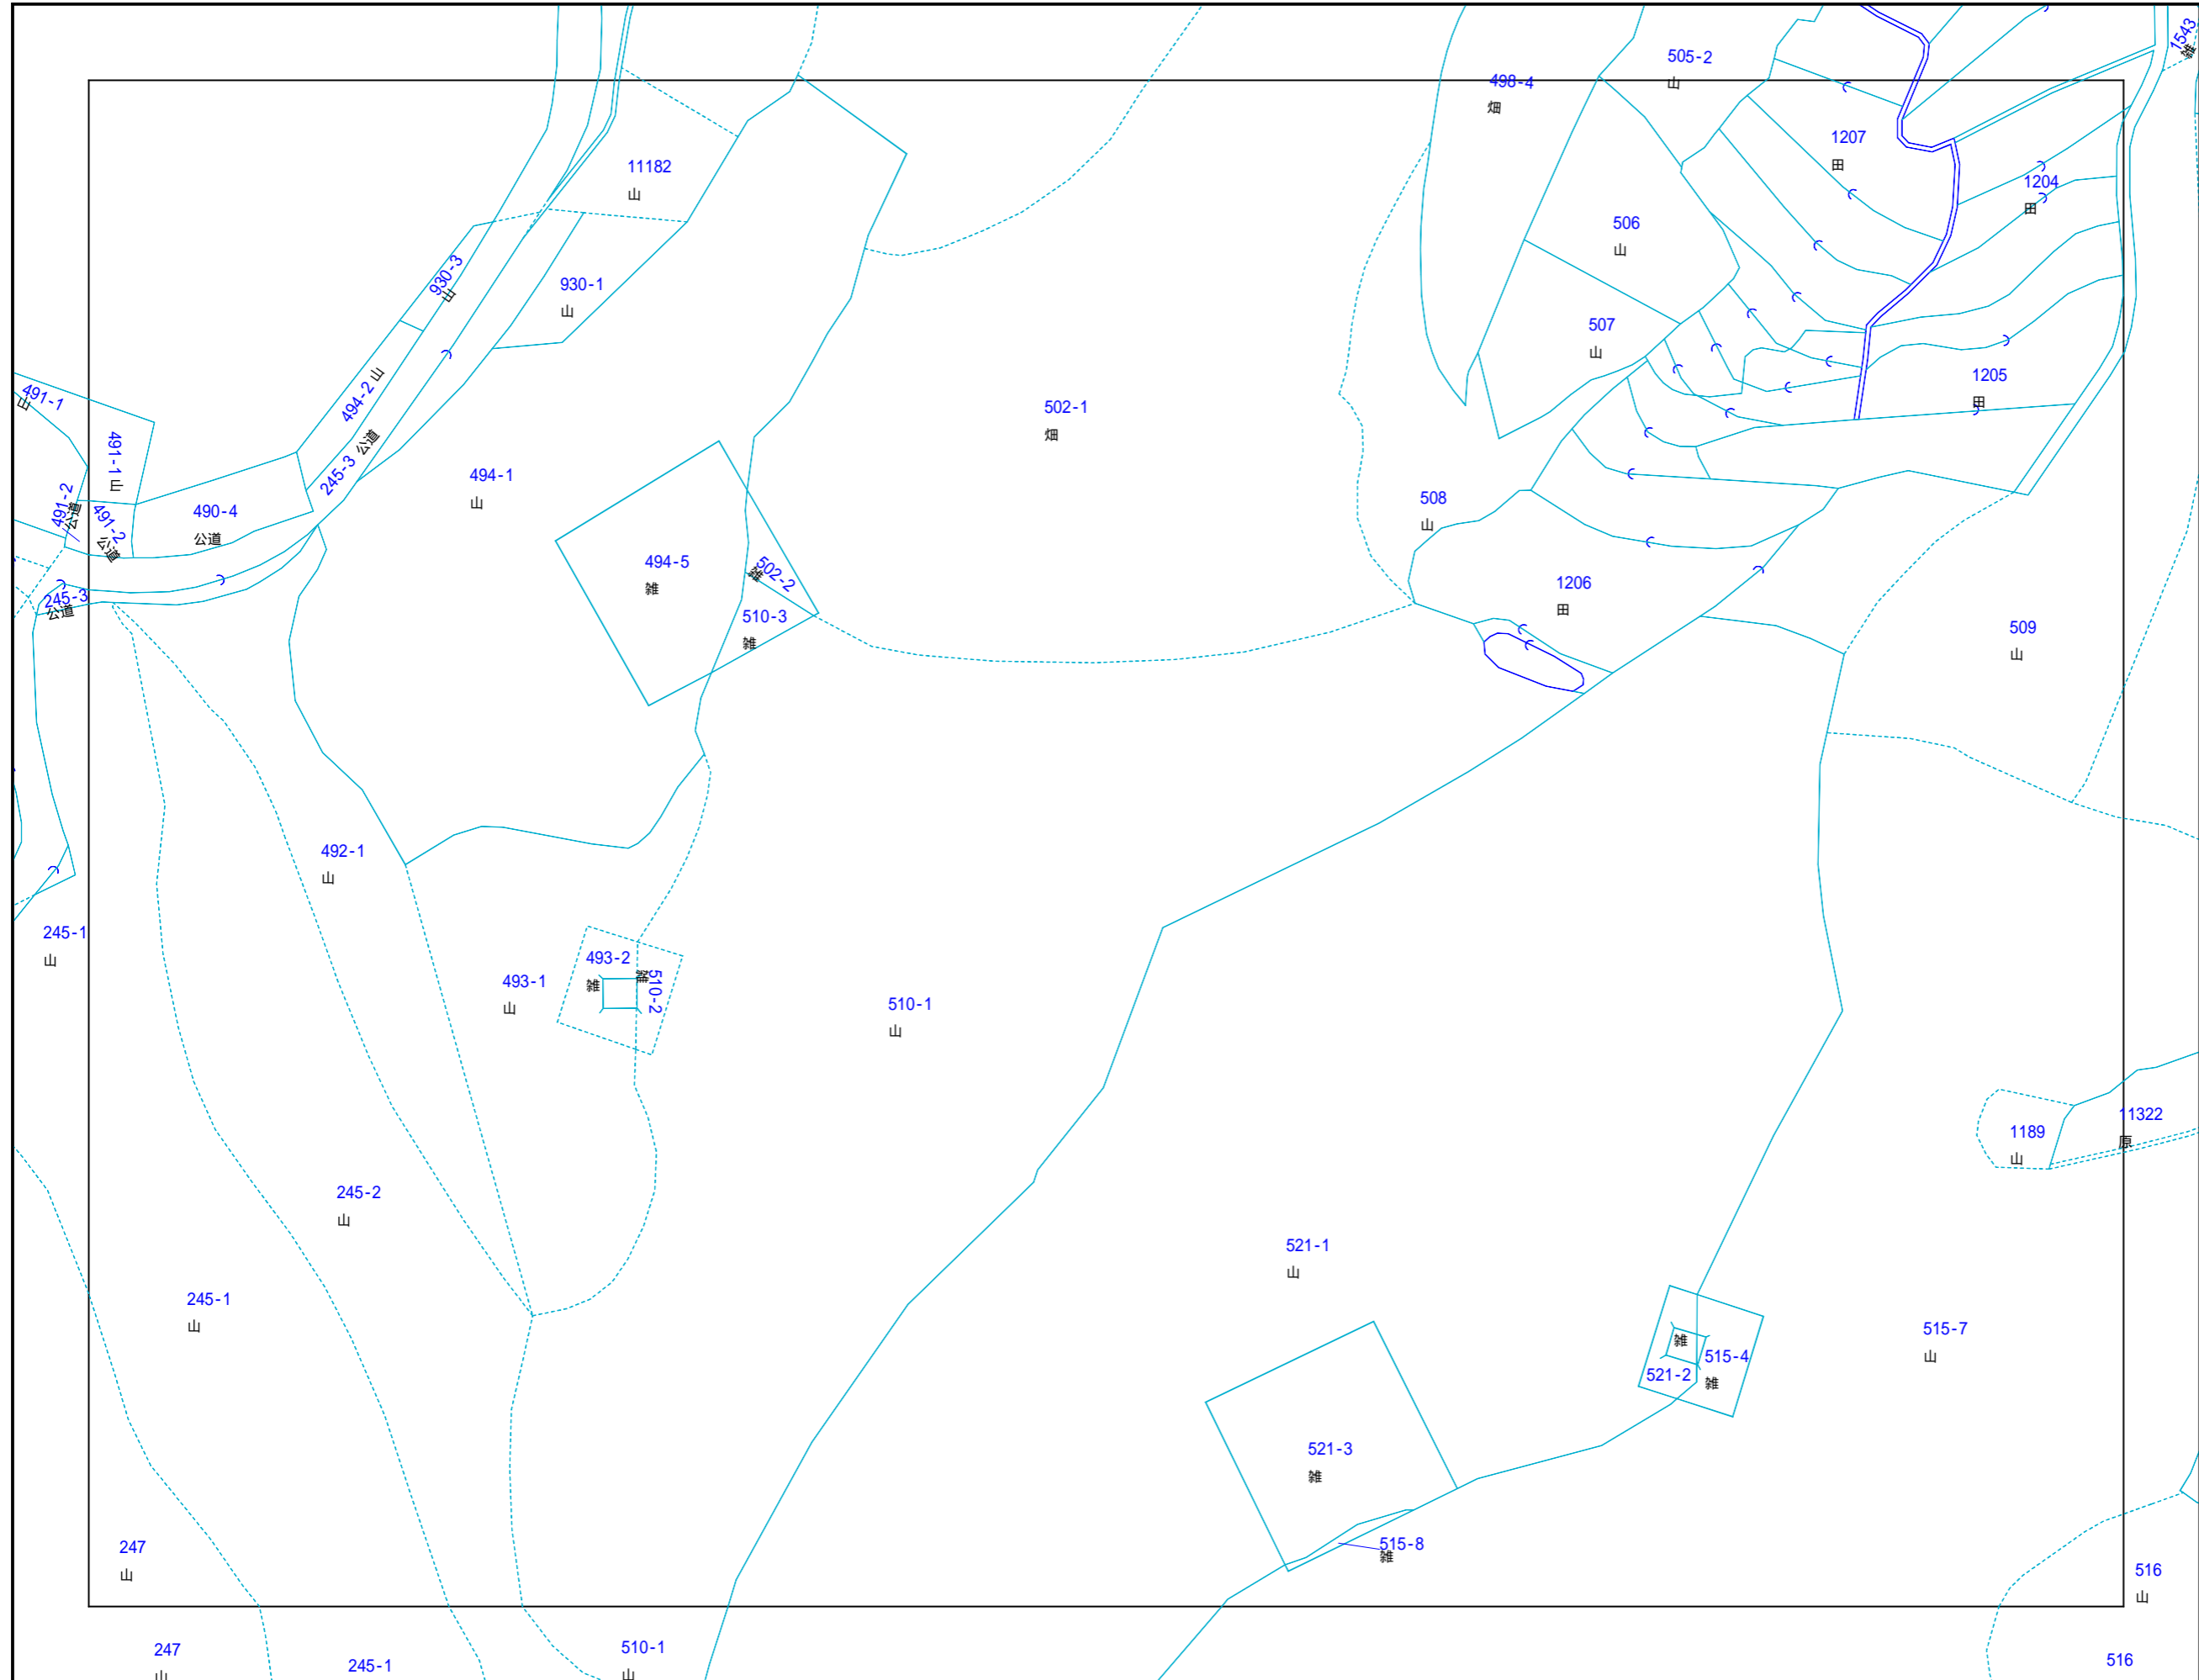 1543
雑
505-2
山
498-4
畑
1207
田
11182
山
1204
田
506
山
930-3
山
930-1
山
507
山
1205
田
491-1
山
494-2
山
502-1
畑
491-1
山
245-3
公道
494-1
山
491-2
公道
491-2
公道
490-4
公道
508
山
494-5
雑
502-2
雑
1206
田
245-3
公道
510-3
雑
509
山
492-1
山
245-1
山
493-2
雑
493-1
山
510-2
雑
510-1
山
11322
原
1189
山
245-2
山
521-1
山
245-1
山
515-7
山
雑
521-2
515-4
雑
521-3
雑
515-8
雑
247
山
516
山
247
山
245-1
510-1
山
516